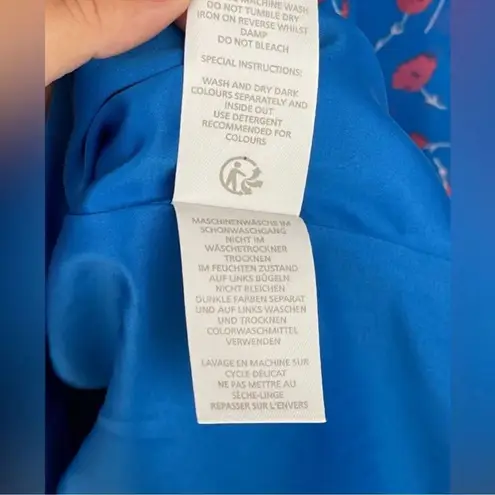 MACHINE WASH
DO NOT TUMBLE DRY
IRON ON REVERSE WHILST
DAMP
DO NOT BLEACH
SPECIAL INSTRUCTIONS:
WASH AND DRY DARK
COLOURS SEPARATELY AND
INSIDE OUT
USE DETERGENT
RECOMMENDED FOR
COLOURS
MASCHINENWÄSCHE IM
SCHONWASCHGANG
NICHT IM
WÄSCHETROCKNER
TROCKNEN
IM FEUCHTEN ZUSTAND
AUF LINKS BÜGELN
NICHT BLEICHEN
DUNKLE FARBEN SEPARAT
UND AUF LINKS WASCHEN
UND TROCKNEN
COLORWASCHMITTEL
VERWENDEN
LAVAGE EN MACHINE SUR
CYCLE DÉLICAT
NE PAS METTRE AU
SÈCHE-LINGE
REPASSER SUR L'ENVERS